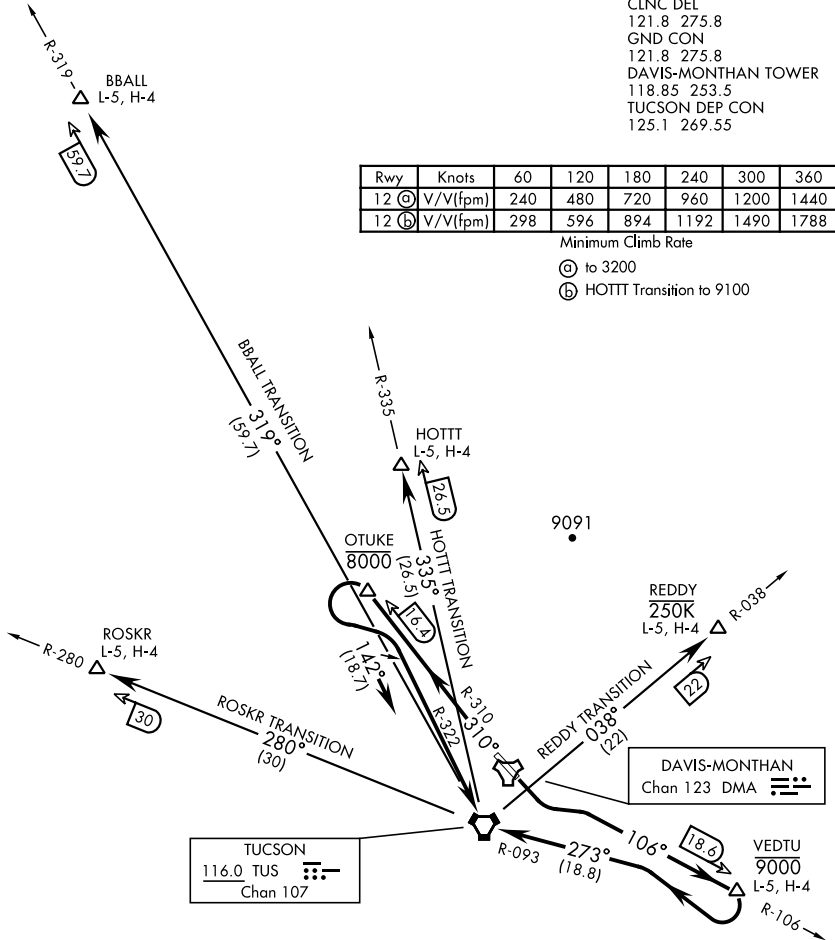 CLNC DEL
121.8 275.8
GND CON
121.8 275.8
DAVIS-MONTHAN TOWER
118.85 253.5
TUCSON DEP CON
125.1 269.55
Rwy Knots 60 120 180 240 300 360
12 ⓐ V/V(fpm) 240 480 720 960 1200 1440
12 ⓑ V/V(fpm) 298 596 894 1192 1490 1788
Minimum Climb Rate
ⓐ to 3200
ⓑ HOTTT Transition to 9100
R-319
BBALL
L-5, H-4
59.7
BBALL TRANSITION
319°
(59.7)
R-335
HOTTT
L-5, H-4
26.5
HOTTT TRANSITION
335°
(26.5)
9091
OTUKE
8000
16.4
142°
(18.7)
R-322
R-310
310°
REDDY
250K
L-5, H-4
R-038
22
REDDY TRANSITION
038°
(22)
R-280
ROSKR
L-5, H-4
30
ROSKR TRANSITION
280°
(30)
DAVIS-MONTHAN
Chan 123 DMA
TUCSON
116.0 TUS
Chan 107
R-093
273°
(18.8)
106°
18.6
VEDTU
9000
L-5, H-4
R-106